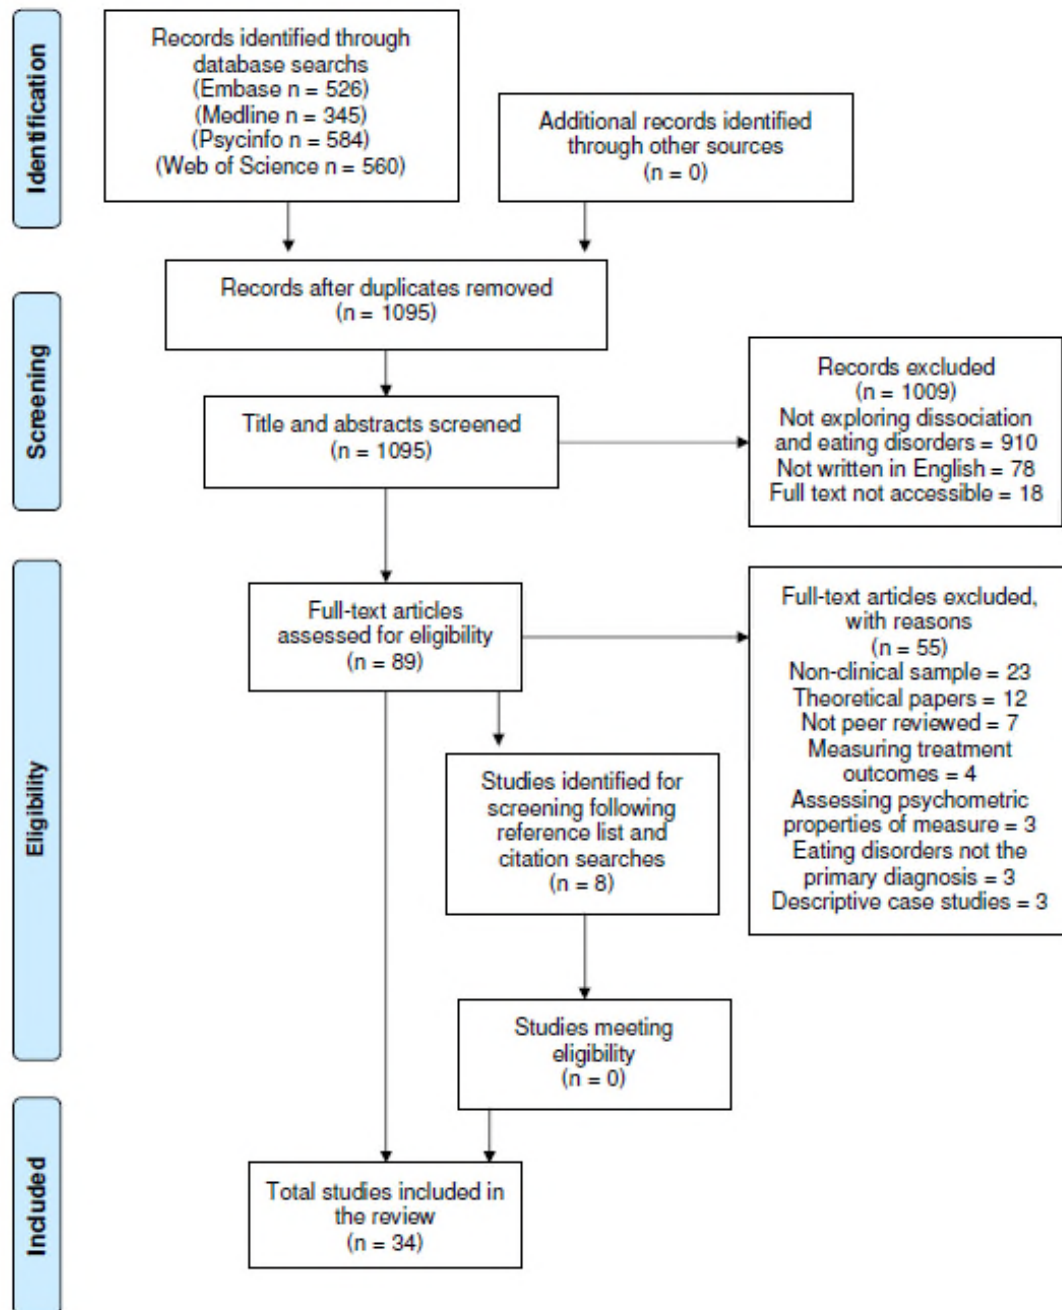 Identification
Records identified through
database searchs
(Embase n = 526)
(Medline n = 345)
(Psycinfo n = 584)
(Web of Science n = 560)
Additional records identified
through other sources
(n = 0)
Screening
Records after duplicates removed
(n = 1095)
Title and abstracts screened
(n = 1095)
Records excluded
(n = 1009)
Not exploring dissociation
and eating disorders = 910
Not written in English = 78
Full text not accessible = 18
Eligibility
Full-text articles
assessed for eligibility
(n = 89)
Full-text articles excluded,
with reasons
(n = 55)
Non-clinical sample = 23
Theoretical papers = 12
Not peer reviewed = 7
Measuring treatment
outcomes = 4
Assessing psychometric
properties of measure = 3
Eating disorders not the
primary diagnosis = 3
Descriptive case studies = 3
Studies identified for
screening following
reference list and
citation searches
(n = 8)
Studies meeting
eligibility
(n = 0)
Included
Total studies included in
the review
(n = 34)